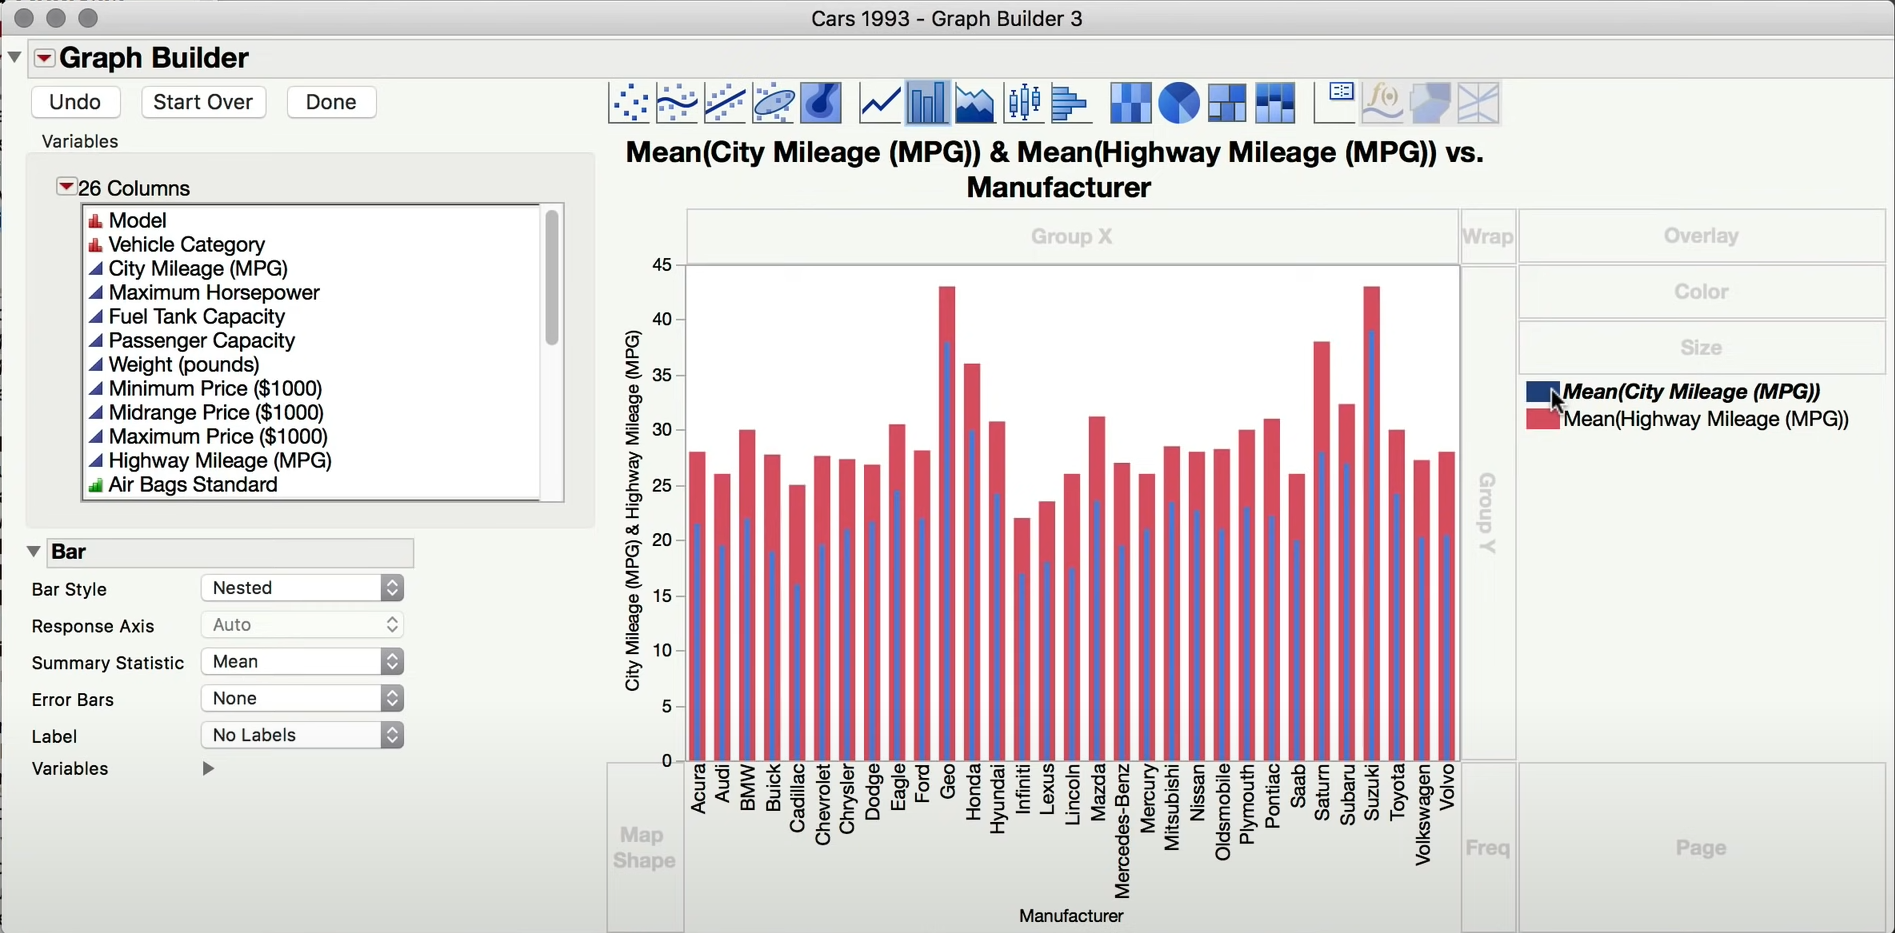 Cars 1993 - Graph Builder 3
Graph Builder
Undo
Start Over
Done
Variables
26 Columns
Model
Vehicle Category
City Mileage (MPG)
Maximum Horsepower
Fuel Tank Capacity
Passenger Capacity
Weight (pounds)
Minimum Price ($1000)
Midrange Price ($1000)
Maximum Price ($1000)
Highway Mileage (MPG)
Air Bags Standard
Bar
Bar Style
Nested
Response Axis
Auto
Summary Statistic
Mean
Error Bars
None
Label
No Labels
Variables
Mean(City Mileage (MPG)) & Mean(Highway Mileage (MPG)) vs.
Manufacturer
Group X
Wrap
Overlay
Color
Size
Mean(City Mileage (MPG))
Mean(Highway Mileage (MPG))
Group Y
City Mileage (MPG) & Highway Mileage (MPG)
45
40
35
30
25
20
15
10
5
0
Acura
Audi
BMW
Buick
Cadillac
Chevrolet
Chrysler
Dodge
Eagle
Ford
Geo
Honda
Hyundai
Infiniti
Lexus
Lincoln
Mazda
Mercedes-Benz
Mercury
Mitsubishi
Nissan
Oldsmobile
Plymouth
Pontiac
Saab
Saturn
Subaru
Suzuki
Toyota
Volkswagen
Volvo
Manufacturer
Map
Shape
Freq
Page